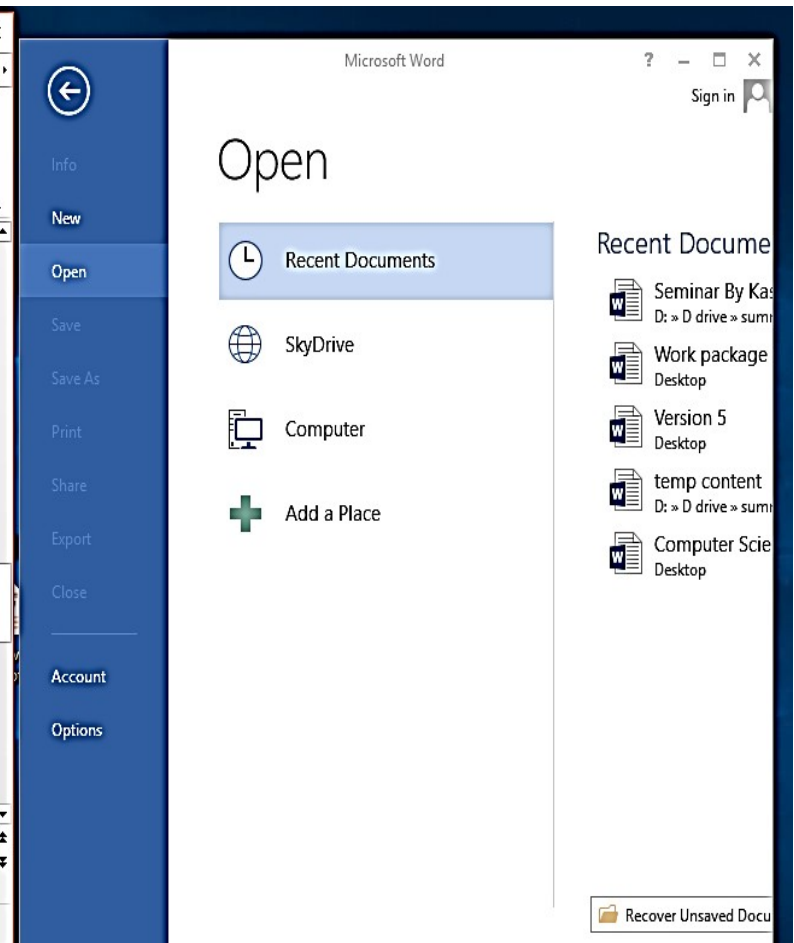 Microsoft Word
?
Sign in
Info
New
Open
Save
Save As
Print
Share
Export
Close
Account
Options
Open
Recent Documents
SkyDrive
Computer
Add a Place
Recent Docume
Seminar By Kas
D: » D drive » sum
Work package
Desktop
Version 5
Desktop
temp content
D: » D drive » sum
Computer Scie
Desktop
Recover Unsaved Docu